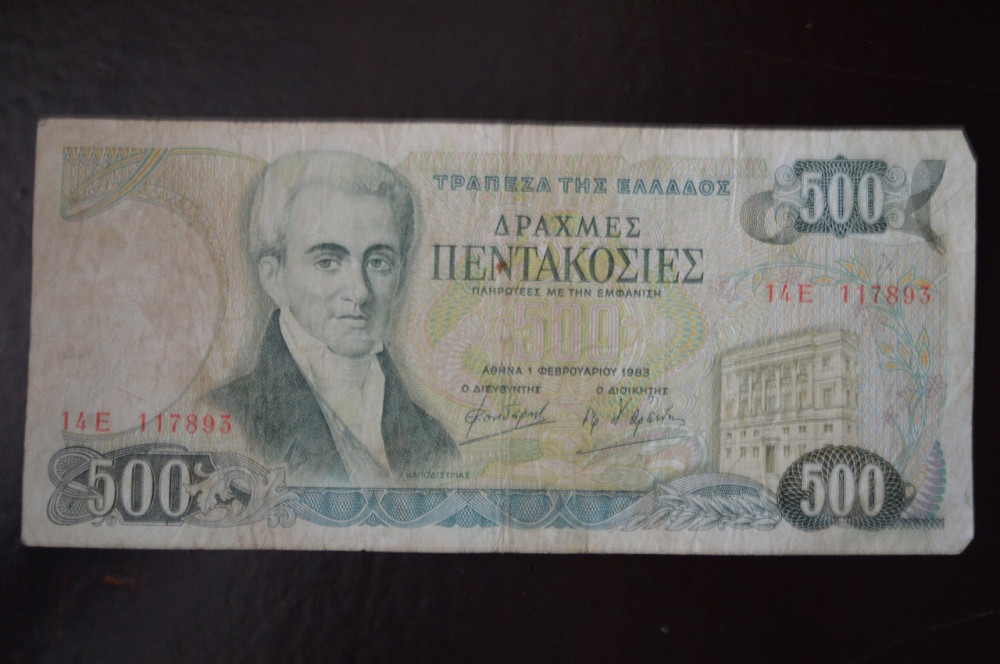 ΤΡΑΠΕΖΑ ΤΗΣ ΕΛΛΑΔΟΣ
500
ΔΡΑΧΜΕΣ
ΠΕΝΤΑΚΟΣΙΕΣ
ΠΛΗΡΩΤΕΕΣ ΜΕ ΤΗΝ ΕΜΦΑΝΙΣΗ
14Ε 117893
500
ΑΘΗΝΑ 1 ΦΕΒΡΟΥΑΡΙΟΥ 1983
Ο ΔΙΕΥΘΥΝΤΗΣ Ο ΔΙΟΙΚΗΤΗΣ
14Ε 117893
ΚΑΠΟΔΙΣΤΡΙΑΣ
500
500